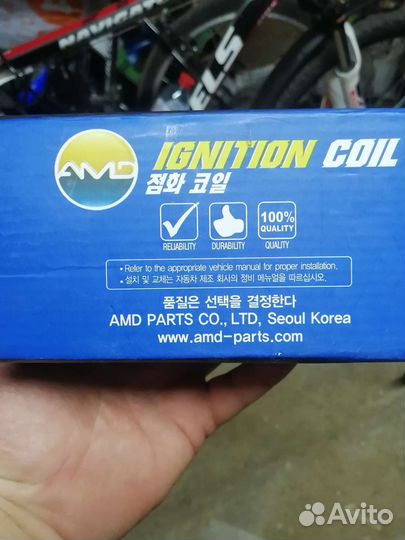 NAVIGATOR
ELS
AMD
IGNITION COIL
점화 코일
100%
QUALITY
RELIABILITY
DURABILITY
QUALITY
• Refer to the appropriate vehicle manual for proper installation.
• 설치 및 교체는 자동차 제조 회사의 정비 메뉴얼을 따르십시오.
품질은 선택을 결정한다
AMD PARTS CO., LTD, Seoul Korea
www.amd-parts.com
Avito